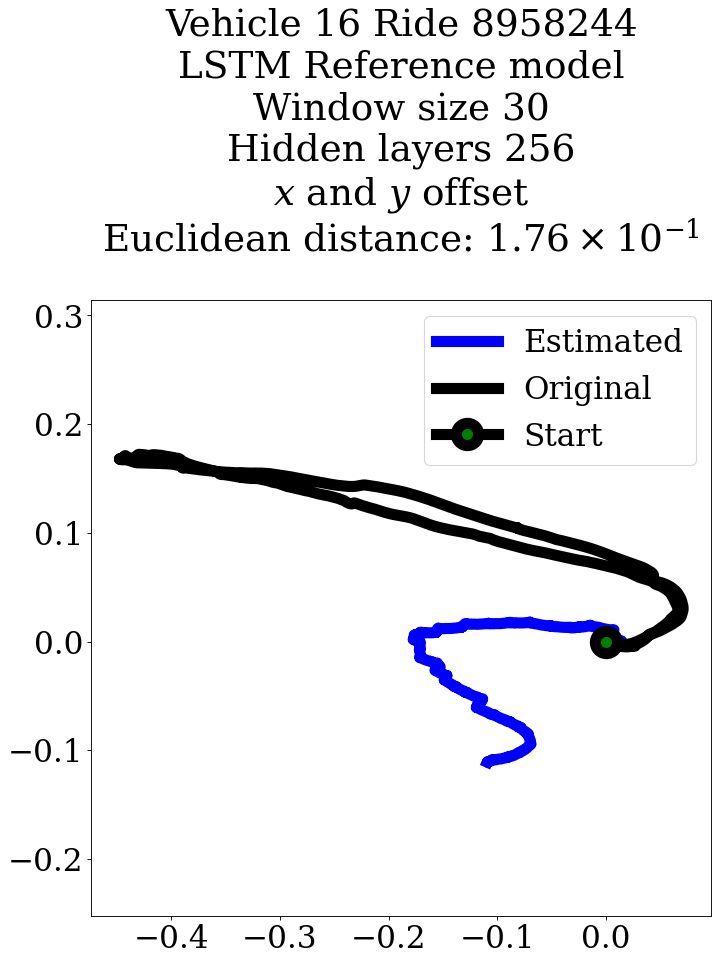 Vehicle 16 Ride 8958244
LSTM Reference model
Window size 30
Hidden layers 256
x and y offset
Euclidean distance: 1.76 × 10⁻¹
Estimated
Original
Start
0.3
0.2
0.1
0.0
−0.1
−0.2
−0.4 −0.3 −0.2 −0.1 0.0